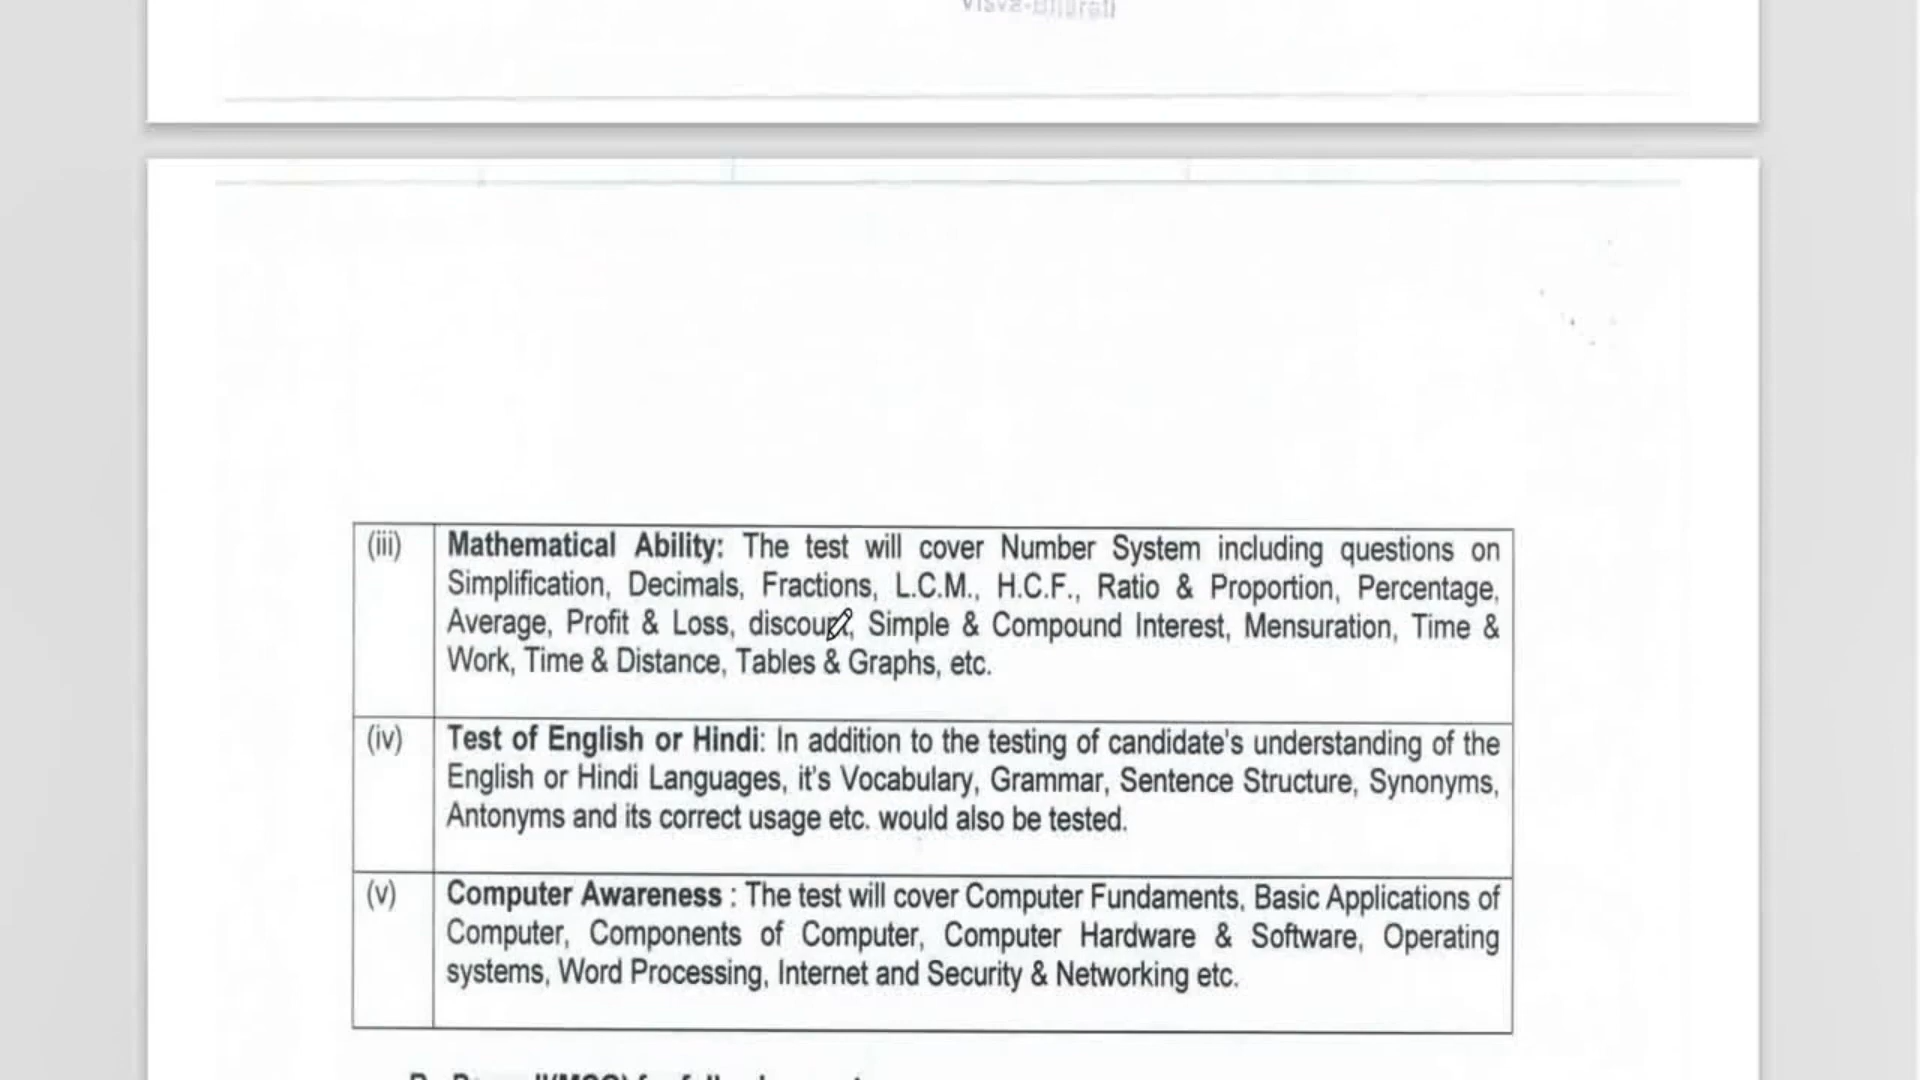 Visva-Bharati
(iii) Mathematical Ability: The test will cover Number System including questions on
Simplification, Decimals, Fractions, L.C.M., H.C.F., Ratio & Proportion, Percentage,
Average, Profit & Loss, discount, Simple & Compound Interest, Mensuration, Time &
Work, Time & Distance, Tables & Graphs, etc.
(iv) Test of English or Hindi: In addition to the testing of candidate's understanding of the
English or Hindi Languages, it's Vocabulary, Grammar, Sentence Structure, Synonyms,
Antonyms and its correct usage etc. would also be tested.
(v) Computer Awareness : The test will cover Computer Fundaments, Basic Applications of
Computer, Components of Computer, Computer Hardware & Software, Operating
systems, Word Processing, Internet and Security & Networking etc.